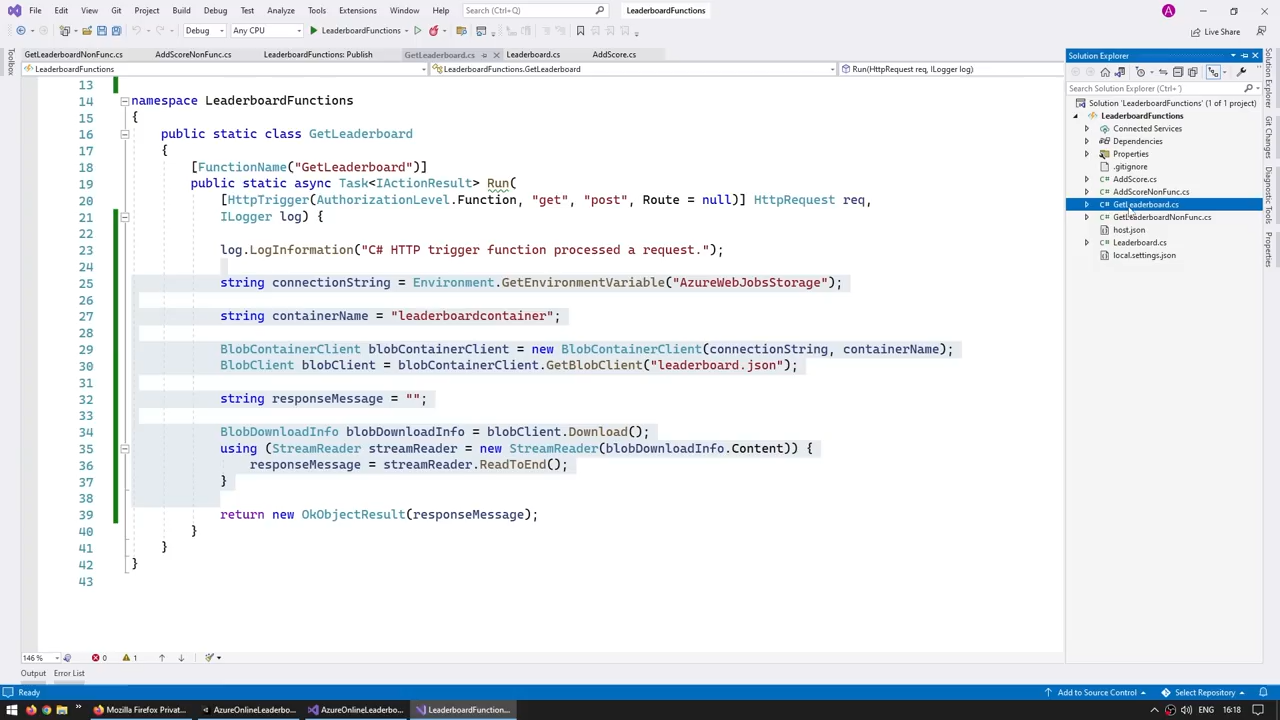 File Edit View Git Project Build Debug Test Analyze Tools Extensions Window Help Search (Ctrl+Q) LeaderboardFunctions A
Debug Any CPU LeaderboardFunctions Live Share
GetLeaderboardNonFunc.cs AddScoreNonFunc.cs LeaderboardFunctions: Publish GetLeaderboard.cs Leaderboard.cs AddScore.cs
LeaderboardFunctions LeaderboardFunctions.GetLeaderboard Run(HttpRequest req, ILogger log)
13
14 namespace LeaderboardFunctions
15 {
16 public static class GetLeaderboard
17 {
18 [FunctionName("GetLeaderboard")]
19 public static async Task<IActionResult> Run(
20 [HttpTrigger(AuthorizationLevel.Function, "get", "post", Route = null)] HttpRequest req,
21 ILogger log) {
22
23 log.LogInformation("C# HTTP trigger function processed a request.");
24
25 string connectionString = Environment.GetEnvironmentVariable("AzureWebJobsStorage");
26
27 string containerName = "leaderboardcontainer";
28
29 BlobContainerClient blobContainerClient = new BlobContainerClient(connectionString, containerName);
30 BlobClient blobClient = blobContainerClient.GetBlobClient("leaderboard.json");
31
32 string responseMessage = "";
33
34 BlobDownloadInfo blobDownloadInfo = blobClient.Download();
35 using (StreamReader streamReader = new StreamReader(blobDownloadInfo.Content)) {
36 responseMessage = streamReader.ReadToEnd();
37 }
38
39 return new OkObjectResult(responseMessage);
40 }
41 }
42 }
43
146 % 0 1
Output Error List
Toolbox
Solution Explorer
Search Solution Explorer (Ctrl+')
Solution 'LeaderboardFunctions' (1 of 1 project)
LeaderboardFunctions
Connected Services
Dependencies
Properties
.gitignore
C# AddScore.cs
C# AddScoreNonFunc.cs
C# GetLeaderboard.cs
C# GetLeaderboardNonFunc.cs
host.json
C# Leaderboard.cs
local.settings.json
Solution Explorer
Git Changes
Diagnostic Tools
Properties
Ready Add to Source Control Select Repository
Mozilla Firefox Privat... AzureOnlineLeaderbo... AzureOnlineLeaderbo... LeaderboardFunction... ENG 16:18